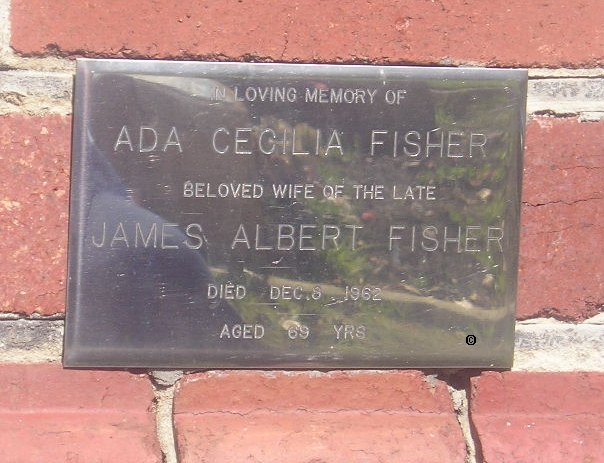 IN LOVING MEMORY OF
ADA CECILIA FISHER
BELOVED WIFE OF THE LATE
JAMES ALBERT FISHER
DIED DEC. 8 1962
AGED 69 YRS
©